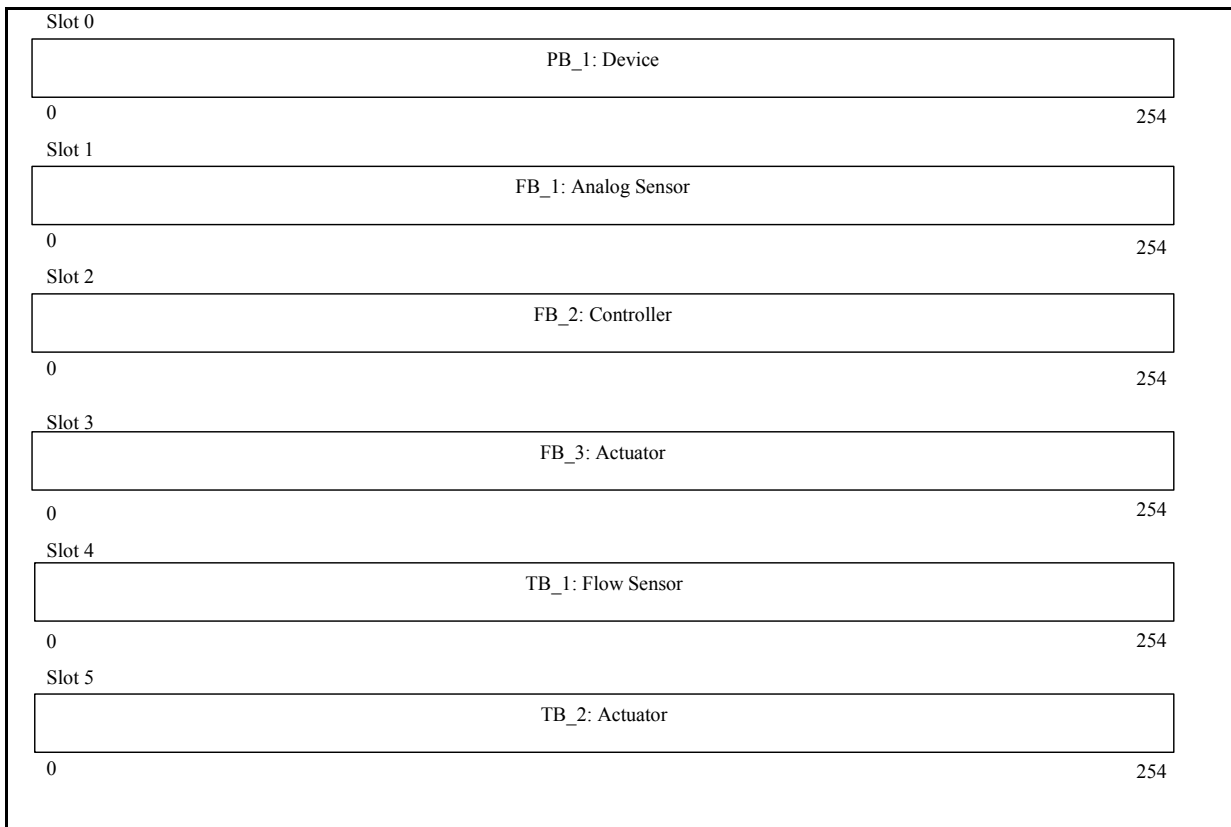 Slot 0
PB_1: Device
0 254
Slot 1
FB_1: Analog Sensor
0 254
Slot 2
FB_2: Controller
0 254
Slot 3
FB_3: Actuator
0 254
Slot 4
TB_1: Flow Sensor
0 254
Slot 5
TB_2: Actuator
0 254